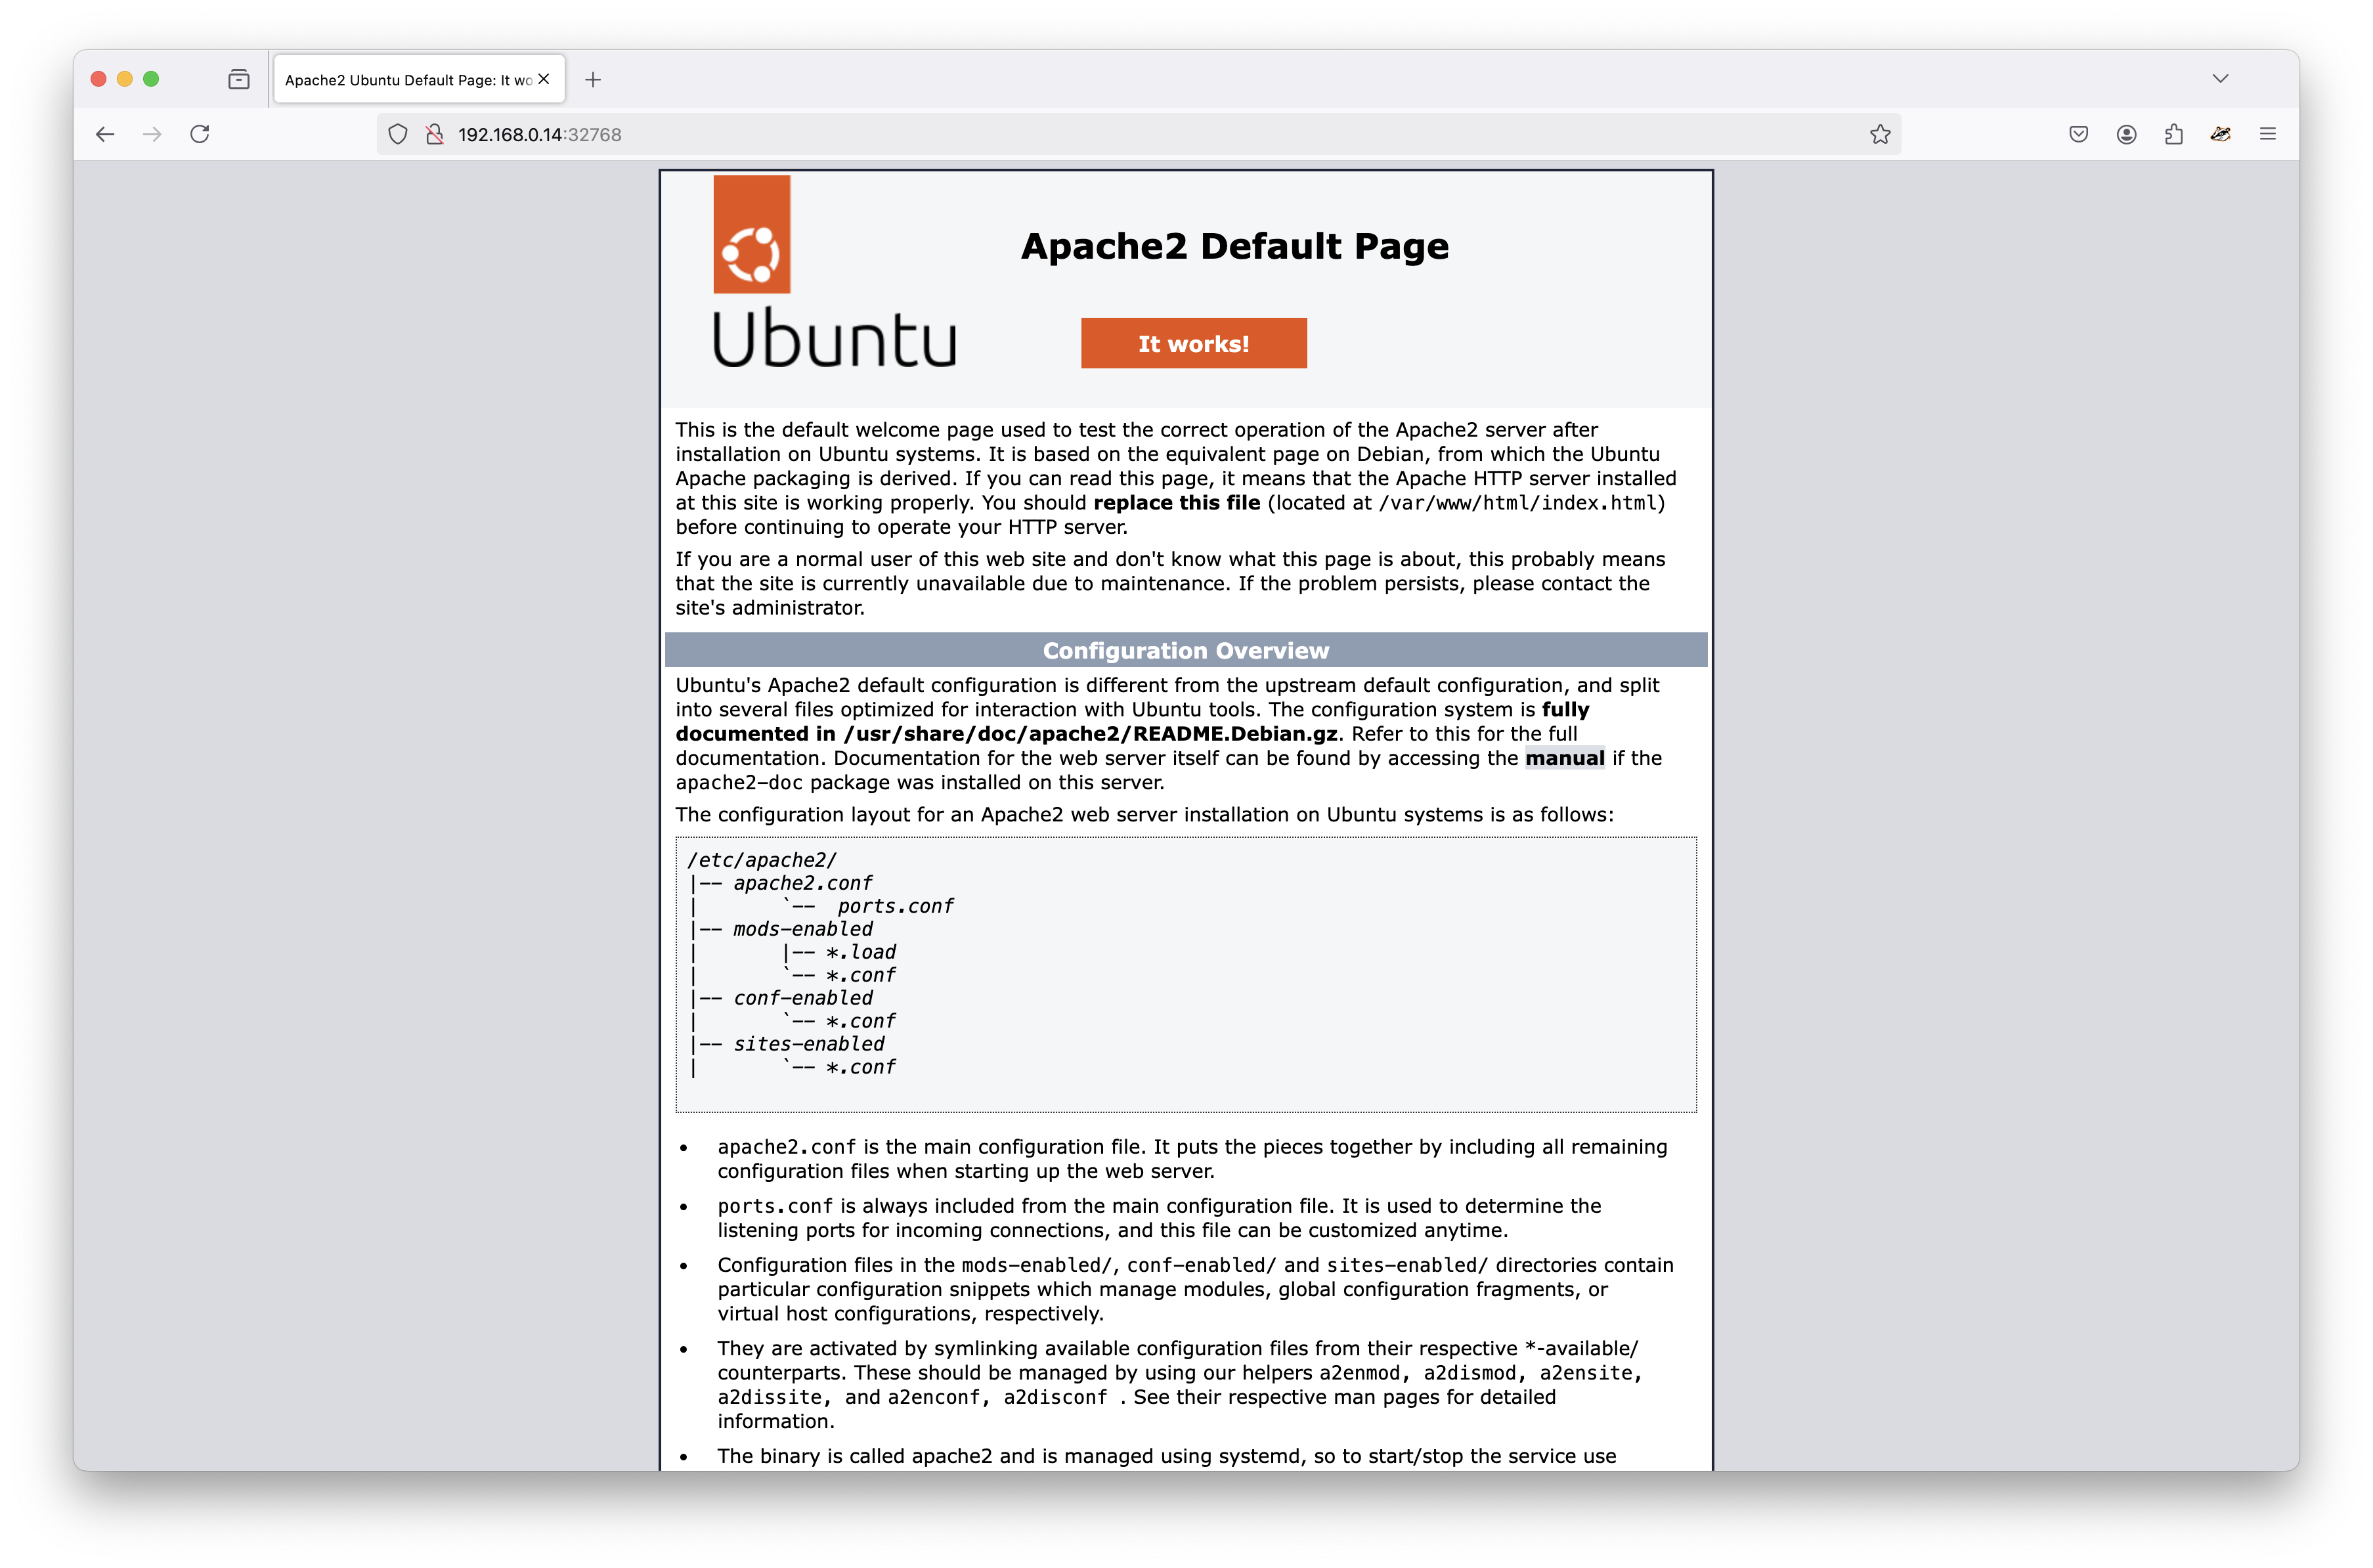 Apache2 Ubuntu Default Page: It wo
192.168.0.14:32768
Apache2 Default Page
Ubuntu
It works!
This is the default welcome page used to test the correct operation of the Apache2 server after
installation on Ubuntu systems. It is based on the equivalent page on Debian, from which the Ubuntu
Apache packaging is derived. If you can read this page, it means that the Apache HTTP server installed
at this site is working properly. You should replace this file (located at /var/www/html/index.html)
before continuing to operate your HTTP server.
If you are a normal user of this web site and don't know what this page is about, this probably means
that the site is currently unavailable due to maintenance. If the problem persists, please contact the
site's administrator.
Configuration Overview
Ubuntu's Apache2 default configuration is different from the upstream default configuration, and split
into several files optimized for interaction with Ubuntu tools. The configuration system is fully
documented in /usr/share/doc/apache2/README.Debian.gz. Refer to this for the full
documentation. Documentation for the web server itself can be found by accessing the manual if the
apache2-doc package was installed on this server.
The configuration layout for an Apache2 web server installation on Ubuntu systems is as follows:
/etc/apache2/
|-- apache2.conf
|       `--  ports.conf
|-- mods-enabled
|       |-- *.load
|       `-- *.conf
|-- conf-enabled
|       `-- *.conf
|-- sites-enabled
|       `-- *.conf
• apache2.conf is the main configuration file. It puts the pieces together by including all remaining
configuration files when starting up the web server.
• ports.conf is always included from the main configuration file. It is used to determine the
listening ports for incoming connections, and this file can be customized anytime.
• Configuration files in the mods-enabled/, conf-enabled/ and sites-enabled/ directories contain
particular configuration snippets which manage modules, global configuration fragments, or
virtual host configurations, respectively.
• They are activated by symlinking available configuration files from their respective *-available/
counterparts. These should be managed by using our helpers a2enmod, a2dismod, a2ensite,
a2dissite, and a2enconf, a2disconf . See their respective man pages for detailed
information.
• The binary is called apache2 and is managed using systemd, so to start/stop the service use